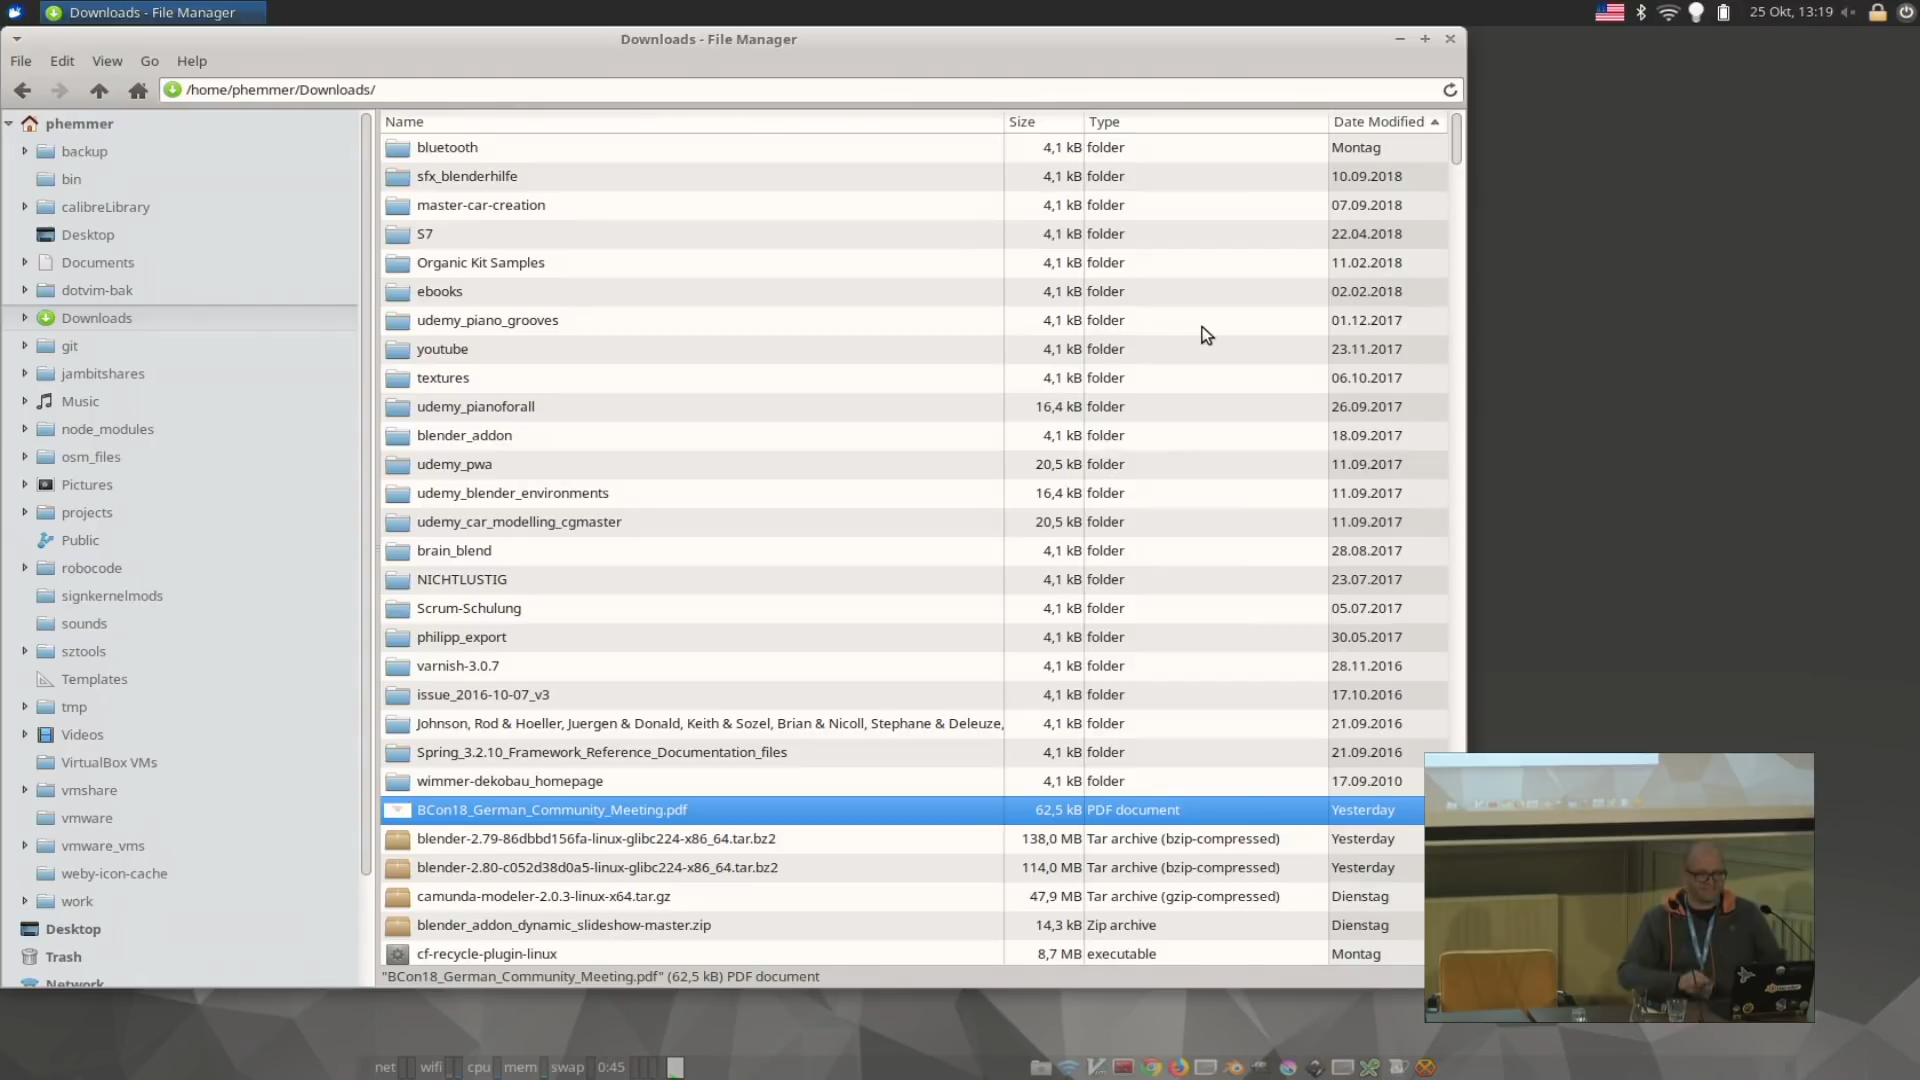 Downloads - File Manager
25 Okt, 13:19
Downloads - File Manager
File Edit View Go Help
/home/phemmer/Downloads/
phemmer
backup
bin
calibreLibrary
Desktop
Documents
dotvim-bak
Downloads
git
jambitshares
Music
node_modules
osm_files
Pictures
projects
Public
robocode
signkernelmods
sounds
sztools
Templates
tmp
Videos
VirtualBox VMs
vmshare
vmware
vmware_vms
weby-icon-cache
work
Desktop
Trash
Network
Name Size Type Date Modified
bluetooth 4,1 kB folder Montag
sfx_blenderhilfe 4,1 kB folder 10.09.2018
master-car-creation 4,1 kB folder 07.09.2018
S7 4,1 kB folder 22.04.2018
Organic Kit Samples 4,1 kB folder 11.02.2018
ebooks 4,1 kB folder 02.02.2018
udemy_piano_grooves 4,1 kB folder 01.12.2017
youtube 4,1 kB folder 23.11.2017
textures 4,1 kB folder 06.10.2017
udemy_pianoforall 16,4 kB folder 26.09.2017
blender_addon 4,1 kB folder 18.09.2017
udemy_pwa 20,5 kB folder 11.09.2017
udemy_blender_environments 16,4 kB folder 11.09.2017
udemy_car_modelling_cgmaster 20,5 kB folder 11.09.2017
brain_blend 4,1 kB folder 28.08.2017
NICHTLUSTIG 4,1 kB folder 23.07.2017
Scrum-Schulung 4,1 kB folder 05.07.2017
philipp_export 4,1 kB folder 30.05.2017
varnish-3.0.7 4,1 kB folder 28.11.2016
issue_2016-10-07_v3 4,1 kB folder 17.10.2016
Johnson, Rod & Hoeller, Juergen & Donald, Keith & Sozel, Brian & Nicoll, Stephane & Deleuze, 4,1 kB folder 21.09.2016
Spring_3.2.10_Framework_Reference_Documentation_files 4,1 kB folder 21.09.2016
wimmer-dekobau_homepage 4,1 kB folder 17.09.2010
BCon18_German_Community_Meeting.pdf 62,5 kB PDF document Yesterday
blender-2.79-86dbbd156fa-linux-glibc224-x86_64.tar.bz2 138,0 MB Tar archive (bzip-compressed) Yesterday
blender-2.80-c052d38d0a5-linux-glibc224-x86_64.tar.bz2 114,0 MB Tar archive (bzip-compressed) Yesterday
camunda-modeler-2.0.3-linux-x64.tar.gz 47,9 MB Tar archive (gzip-compressed) Dienstag
blender_addon_dynamic_slideshow-master.zip 14,3 kB Zip archive Dienstag
cf-recycle-plugin-linux 8,7 MB executable Montag
"BCon18_German_Community_Meeting.pdf" (62,5 kB) PDF document
net wifi cpu mem swap 0:45